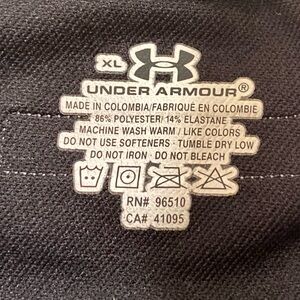 XL
UNDER ARMOUR®
MADE IN COLOMBIA/FABRIQUÉ EN COLOMBIE
86% POLYESTER/ 14% ELASTANE
MACHINE WASH WARM / LIKE COLORS
DO NOT USE SOFTENERS - TUMBLE DRY LOW
DO NOT IRON - DO NOT BLEACH
RN# 96510
CA# 41095